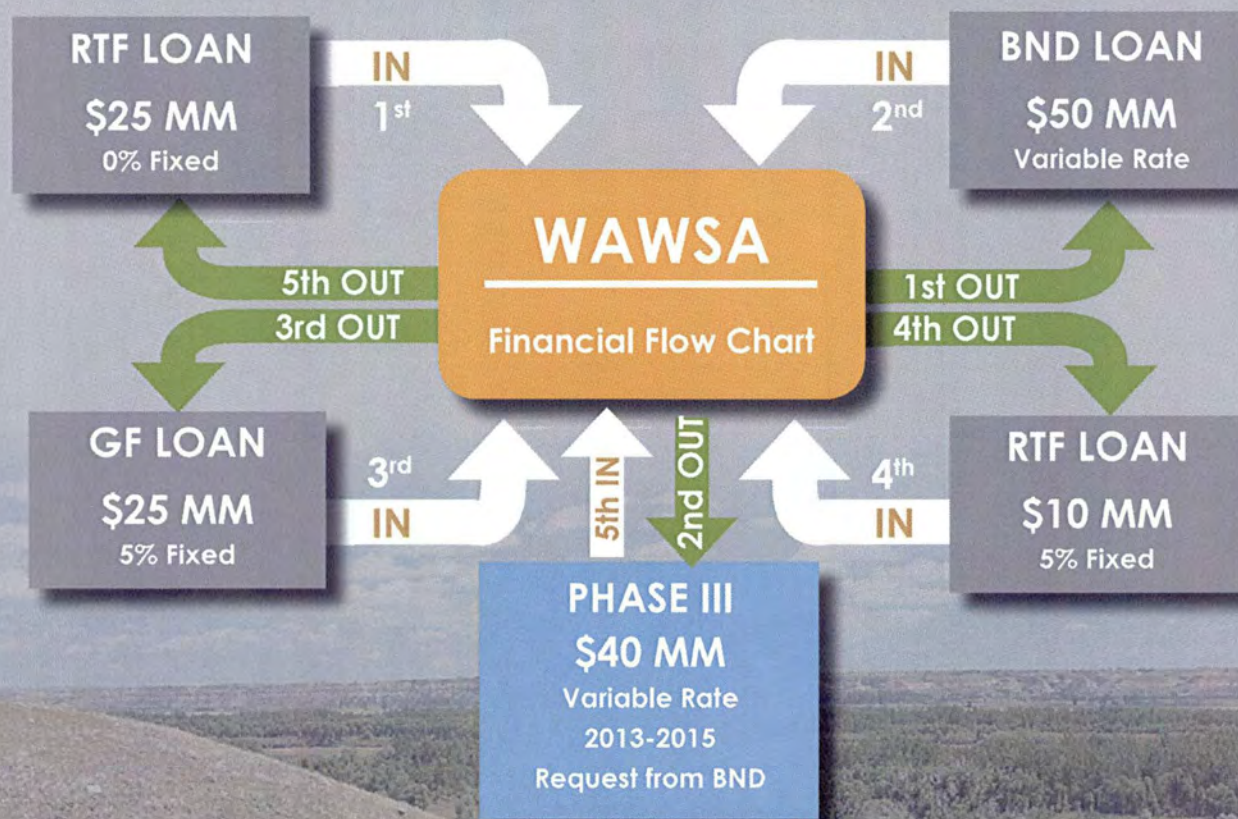 RTF LOAN
$25 MM
0% Fixed
IN
1st
IN
2nd
BND LOAN
$50 MM
Variable Rate
WAWSA
Financial Flow Chart
5th OUT
3rd OUT
1st OUT
4th OUT
GF LOAN
$25 MM
5% Fixed
3rd
IN
5th IN
2nd OUT
4th
IN
RTF LOAN
$10 MM
5% Fixed
PHASE III
$40 MM
Variable Rate
2013-2015
Request from BND